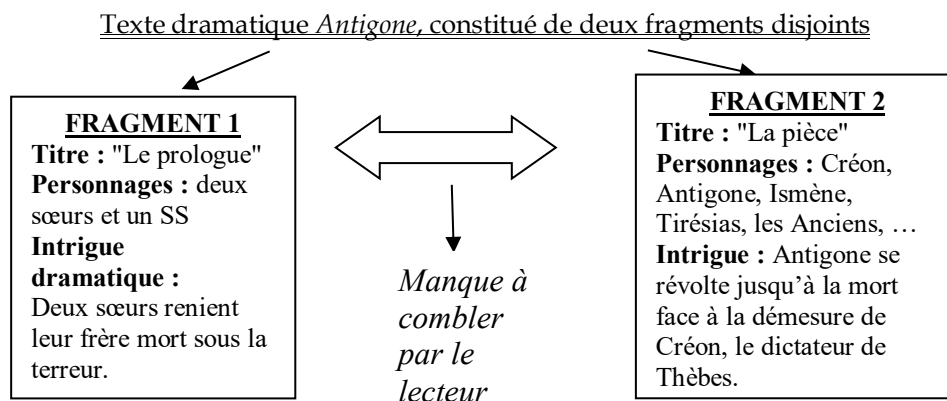 Texte dramatique Antigone, constitué de deux fragments disjoints
FRAGMENT 1
Titre : "Le prologue"
Personnages : deux
sœurs et un SS
Intrigue
dramatique :
Deux sœurs renient
leur frère mort sous la
terreur.
Manque à
combler
par le
lecteur
FRAGMENT 2
Titre : "La pièce"
Personnages : Créon,
Antigone, Ismène,
Tirésias, les Anciens, …
Intrigue : Antigone se
révolte jusqu’à la mort
face à la démesure de
Créon, le dictateur de
Thèbes.